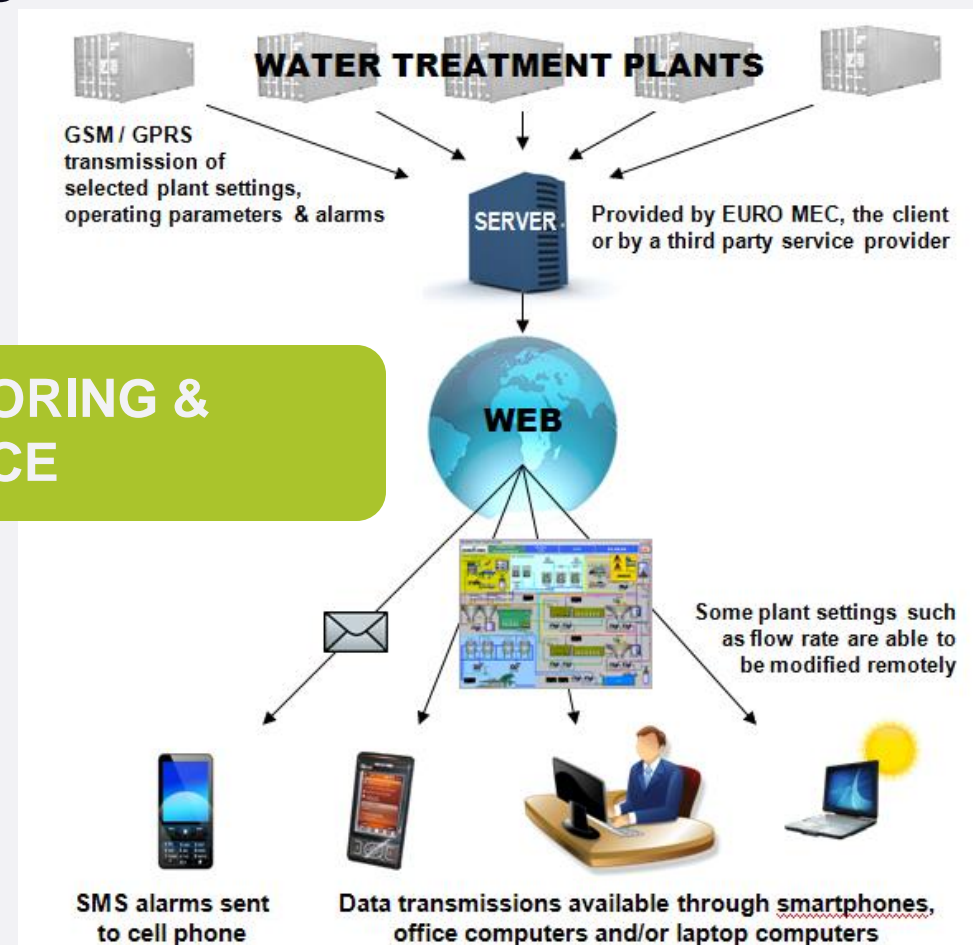 WATER TREATMENT PLANTS
GSM / GPRS
transmission of
selected plant settings,
operating parameters & alarms
SERVER
Provided by EURO MEC, the client
or by a third party service provider
ORING &
CE
WEB
Some plant settings such
as flow rate are able to
be modified remotely
SMS alarms sent
to cell phone
Data transmissions available through smartphones,
office computers and/or laptop computers